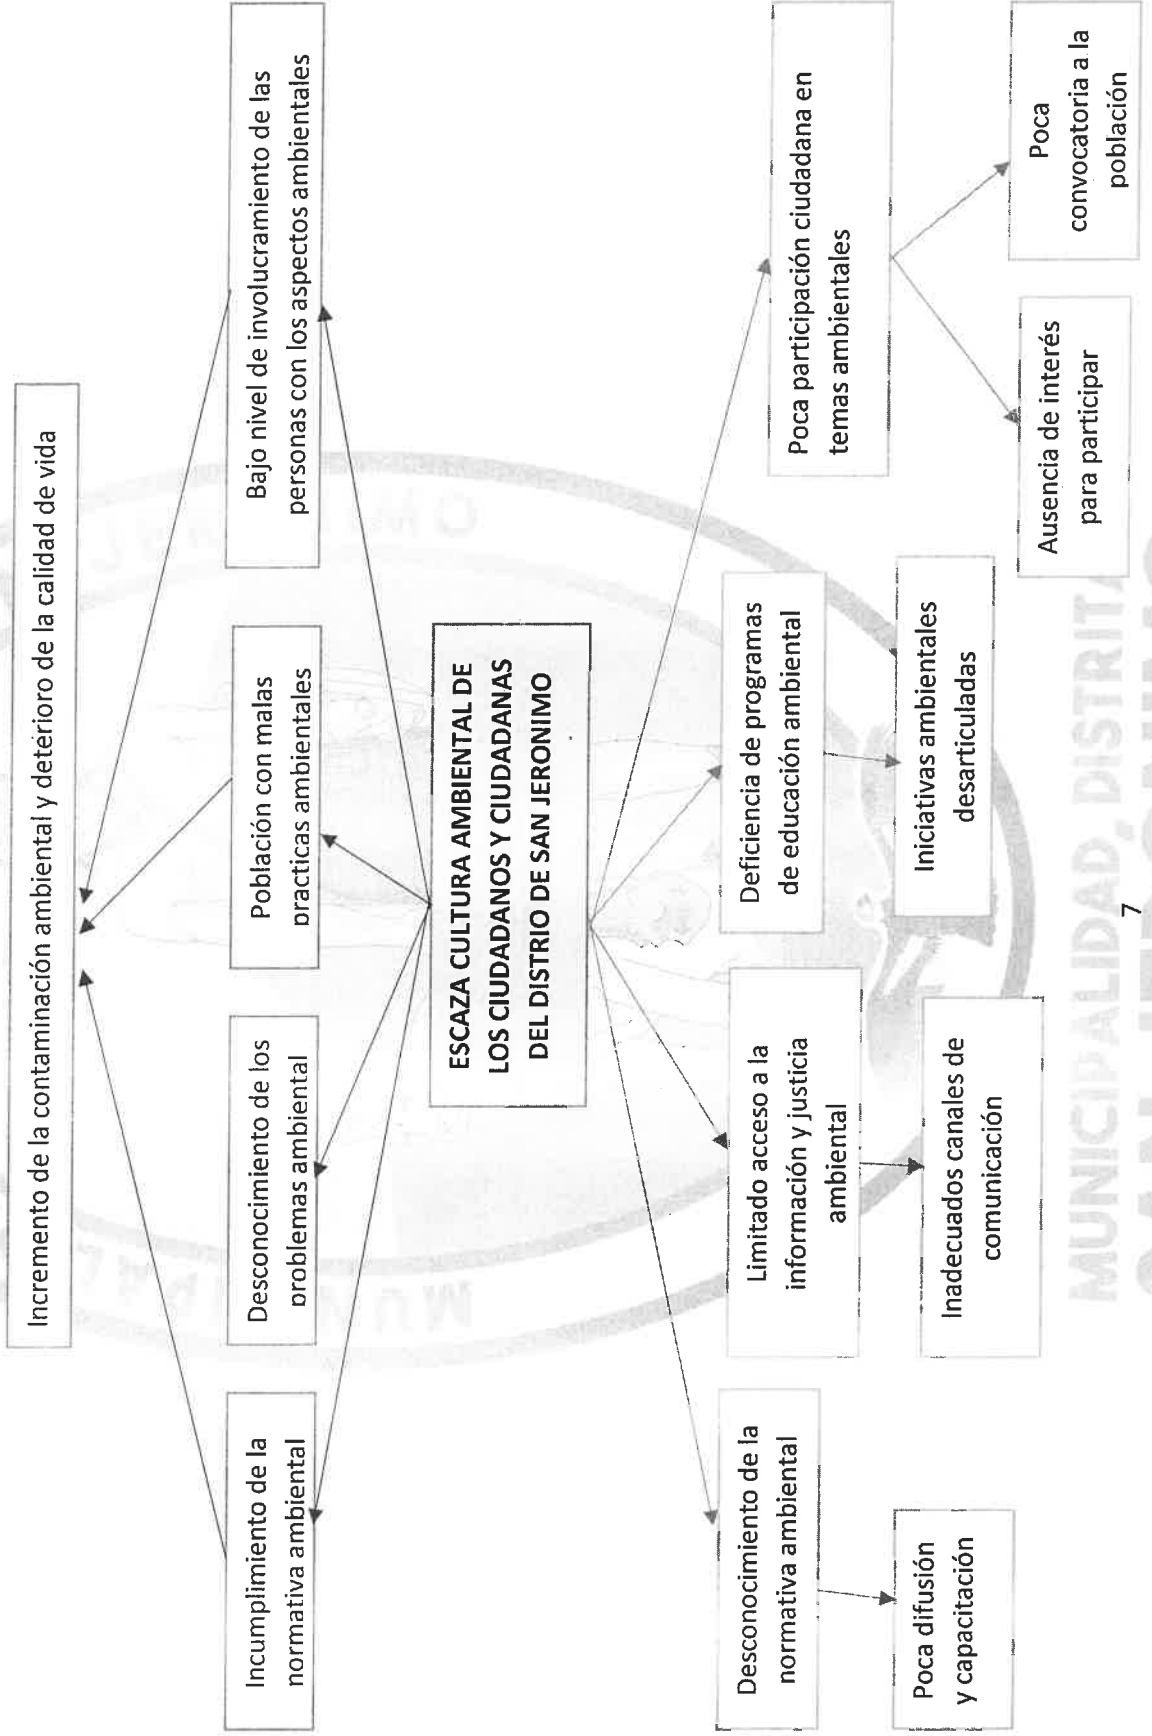 Incremento de la contaminación ambiental y deterioro de la calidad de vida
Incumplimiento de la
normativa ambiental
Desconocimiento de los
problemas ambiental
Población con malas
practicas ambientales
Bajo nivel de involucramiento de las
personas con los aspectos ambientales
ESCAZA CULTURA AMBIENTAL DE
LOS CIUDADANOS Y CIUDADANAS
DEL DISTRIO DE SAN JERONIMO
Desconocimiento de la
normativa ambiental
Limitado acceso a la
información y justicia
ambiental
Deficiencia de programas
de educación ambiental
Poca participación ciudadana en
temas ambientales
Poca difusión
y capacitación
Inadecuados canales de
comunicación
Iniciativas ambientales
desarticuladas
Ausencia de interés
para participar
Poca
convocatoria a la
población
MUNICIPALIDAD DISTRITA
7